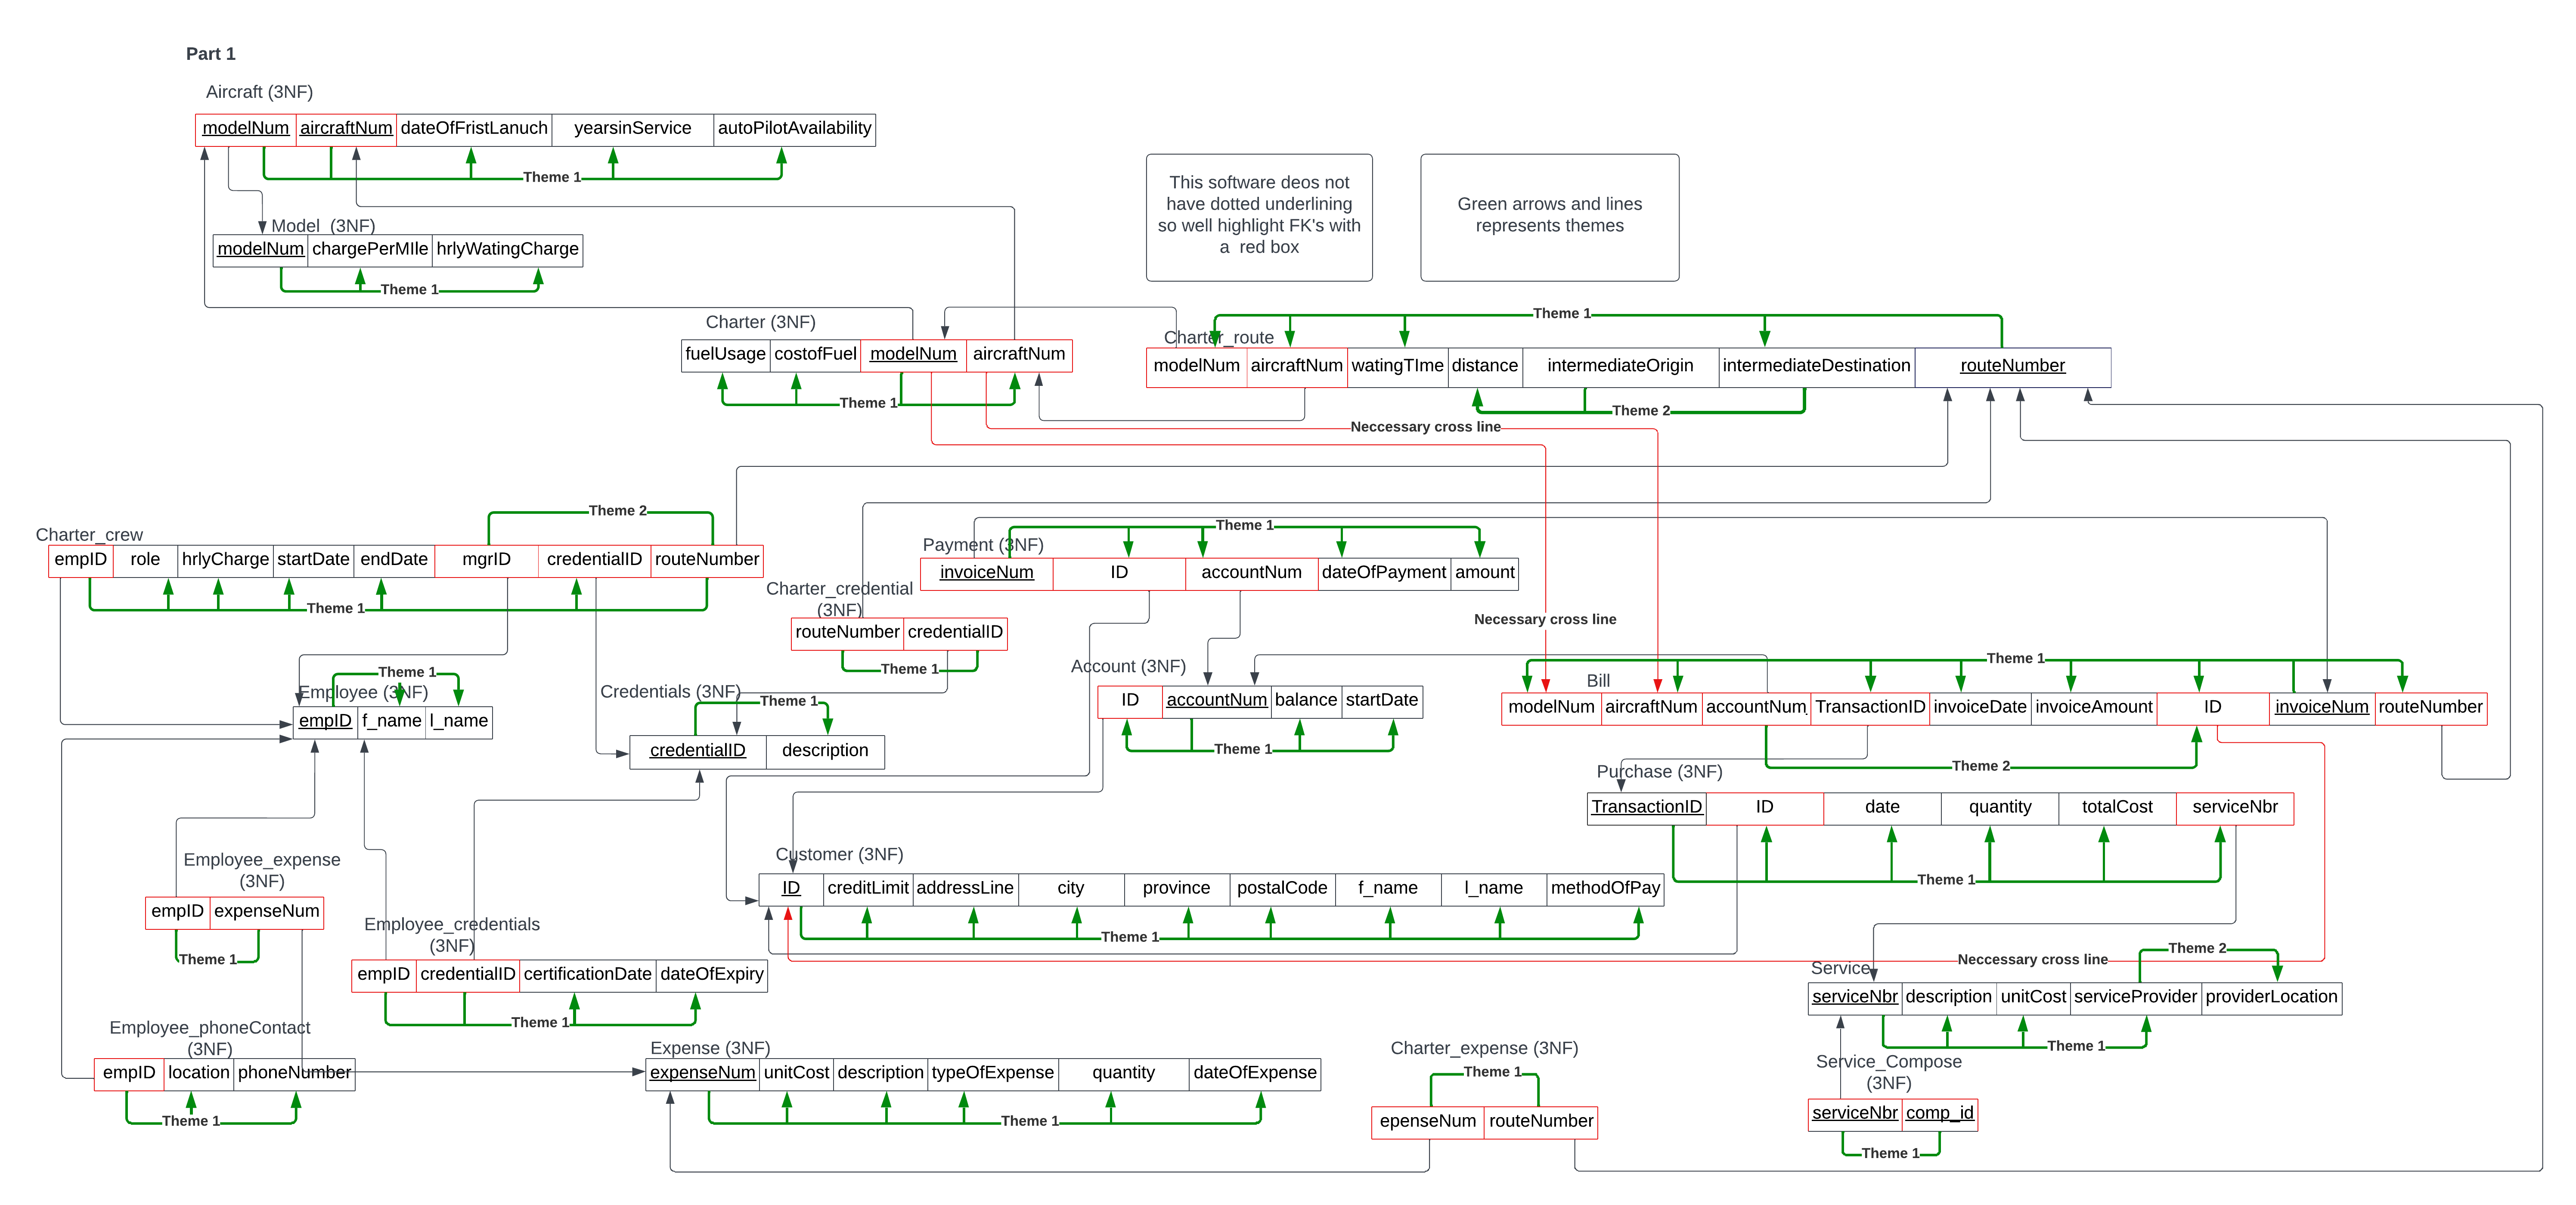 Part 1
Aircraft (3NF)
modelNum aircraftNum dateOfFristLanuch yearsinService autoPilotAvailability
Theme 1
Model (3NF)
modelNum chargePerMIle hrlyWatingCharge
Theme 1
This software deos not
have dotted underlining
so well highlight FK's with
a red box
Green arrows and lines
represents themes
Charter (3NF)
fuelUsage costofFuel modelNum aircraftNum
Theme 1
Theme 1
Charter_route
modelNum aircraftNum watingTIme distance intermediateOrigin intermediateDestination routeNumber
Theme 2
Neccessary cross line
Theme 2
Charter_crew
empID role hrlyCharge startDate endDate mgrID credentialID routeNumber
Theme 1
Theme 1
Payment (3NF)
invoiceNum ID accountNum dateOfPayment amount
Charter_credential
(3NF)
routeNumber credentialID
Theme 1
Necessary cross line
Theme 1
Employee (3NF)
empID f_name l_name
Credentials (3NF)
Theme 1
credentialID description
Account (3NF)
ID accountNum balance startDate
Theme 1
Theme 1
Bill
modelNum aircraftNum accountNum TransactionID invoiceDate invoiceAmount ID invoiceNum routeNumber
Theme 2
Purchase (3NF)
TransactionID ID date quantity totalCost serviceNbr
Theme 1
Customer (3NF)
ID creditLimit addressLine city province postalCode f_name l_name methodOfPay
Theme 1
Employee_expense
(3NF)
empID expenseNum
Theme 1
Employee_credentials
(3NF)
empID credentialID certificationDate dateOfExpiry
Theme 1
Neccessary cross line
Theme 2
Service
serviceNbr description unitCost serviceProvider providerLocation
Theme 1
Employee_phoneContact
(3NF)
empID location phoneNumber
Theme 1
Expense (3NF)
expenseNum unitCost description typeOfExpense quantity dateOfExpense
Theme 1
Charter_expense (3NF)
Theme 1
epenseNum routeNumber
Service_Compose
(3NF)
serviceNbr comp_id
Theme 1